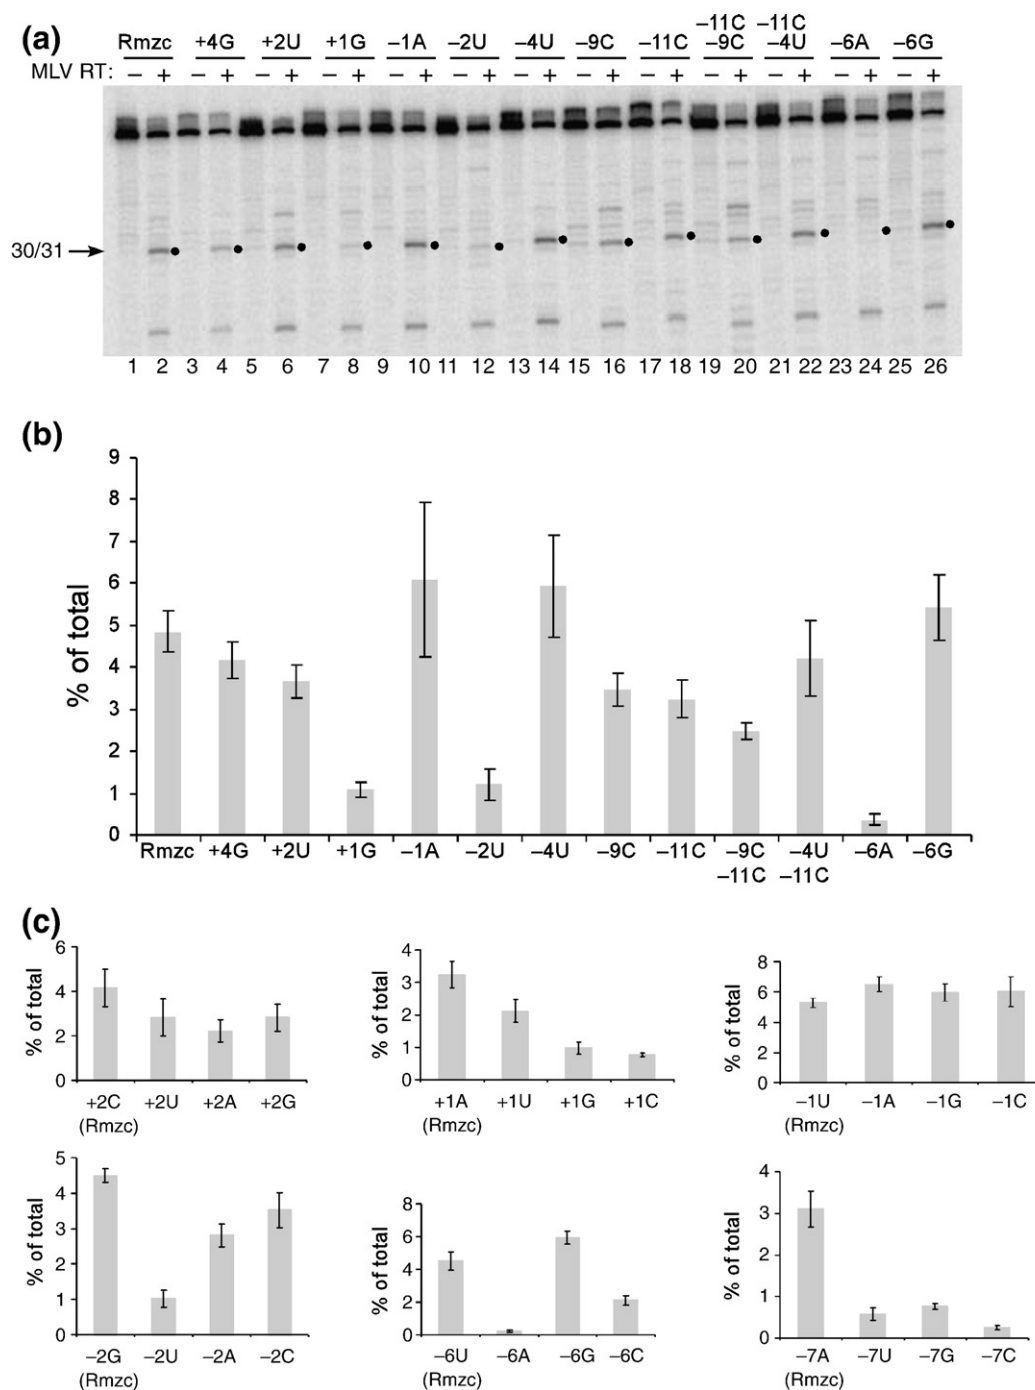 (a)
–11C –11C
Rmzc +4G +2U +1G –1A –2U –4U –9C –11C –9C –4U –6A –6G
MLV RT: – + – + – + – + – + – + – + – + – + – + – + – + – +
30/31
1 2 3 4 5 6 7 8 9 10 11 12 13 14 15 16 17 18 19 20 21 22 23 24 25 26
(b)
% of total
9
8
7
6
5
4
3
2
1
0
Rmzc +4G +2U +1G –1A –2U –4U –9C –11C –9C –4U –6A –6G
–11C –11C
(c)
% of total
6
4
2
0
+2C +2U +2A +2G
(Rmzc)
% of total
4
3
2
1
0
+1A +1U +1G +1C
(Rmzc)
% of total
8
6
4
2
0
–1U –1A –1G –1C
(Rmzc)
% of total
5
4
3
2
1
0
–2G –2U –2A –2C
(Rmzc)
% of total
8
6
4
2
0
–6U –6A –6G –6C
(Rmzc)
% of total
4
3
2
1
0
–7A –7U –7G –7C
(Rmzc)